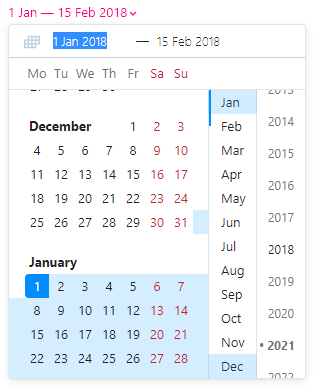 1 Jan — 15 Feb 2018
1 Jan 2018 — 15 Feb 2018
Mo Tu We Th Fr Sa Su
December 1 2 3
4 5 6 7 8 9 10
11 12 13 14 15 16 17
18 19 20 21 22 23 24
25 26 27 28 29 30 31
January
1 2 3 4 5 6 7
8 9 10 11 12 13 14
15 16 17 18 19 20 21
22 23 24 25 26 27 28
Jan
Feb
Mar
Apr
May
Jun
Jul
Aug
Sep
Oct
Nov
Dec
2013
2014
2015
2016
2017
2018
2019
2020
• 2021
2022